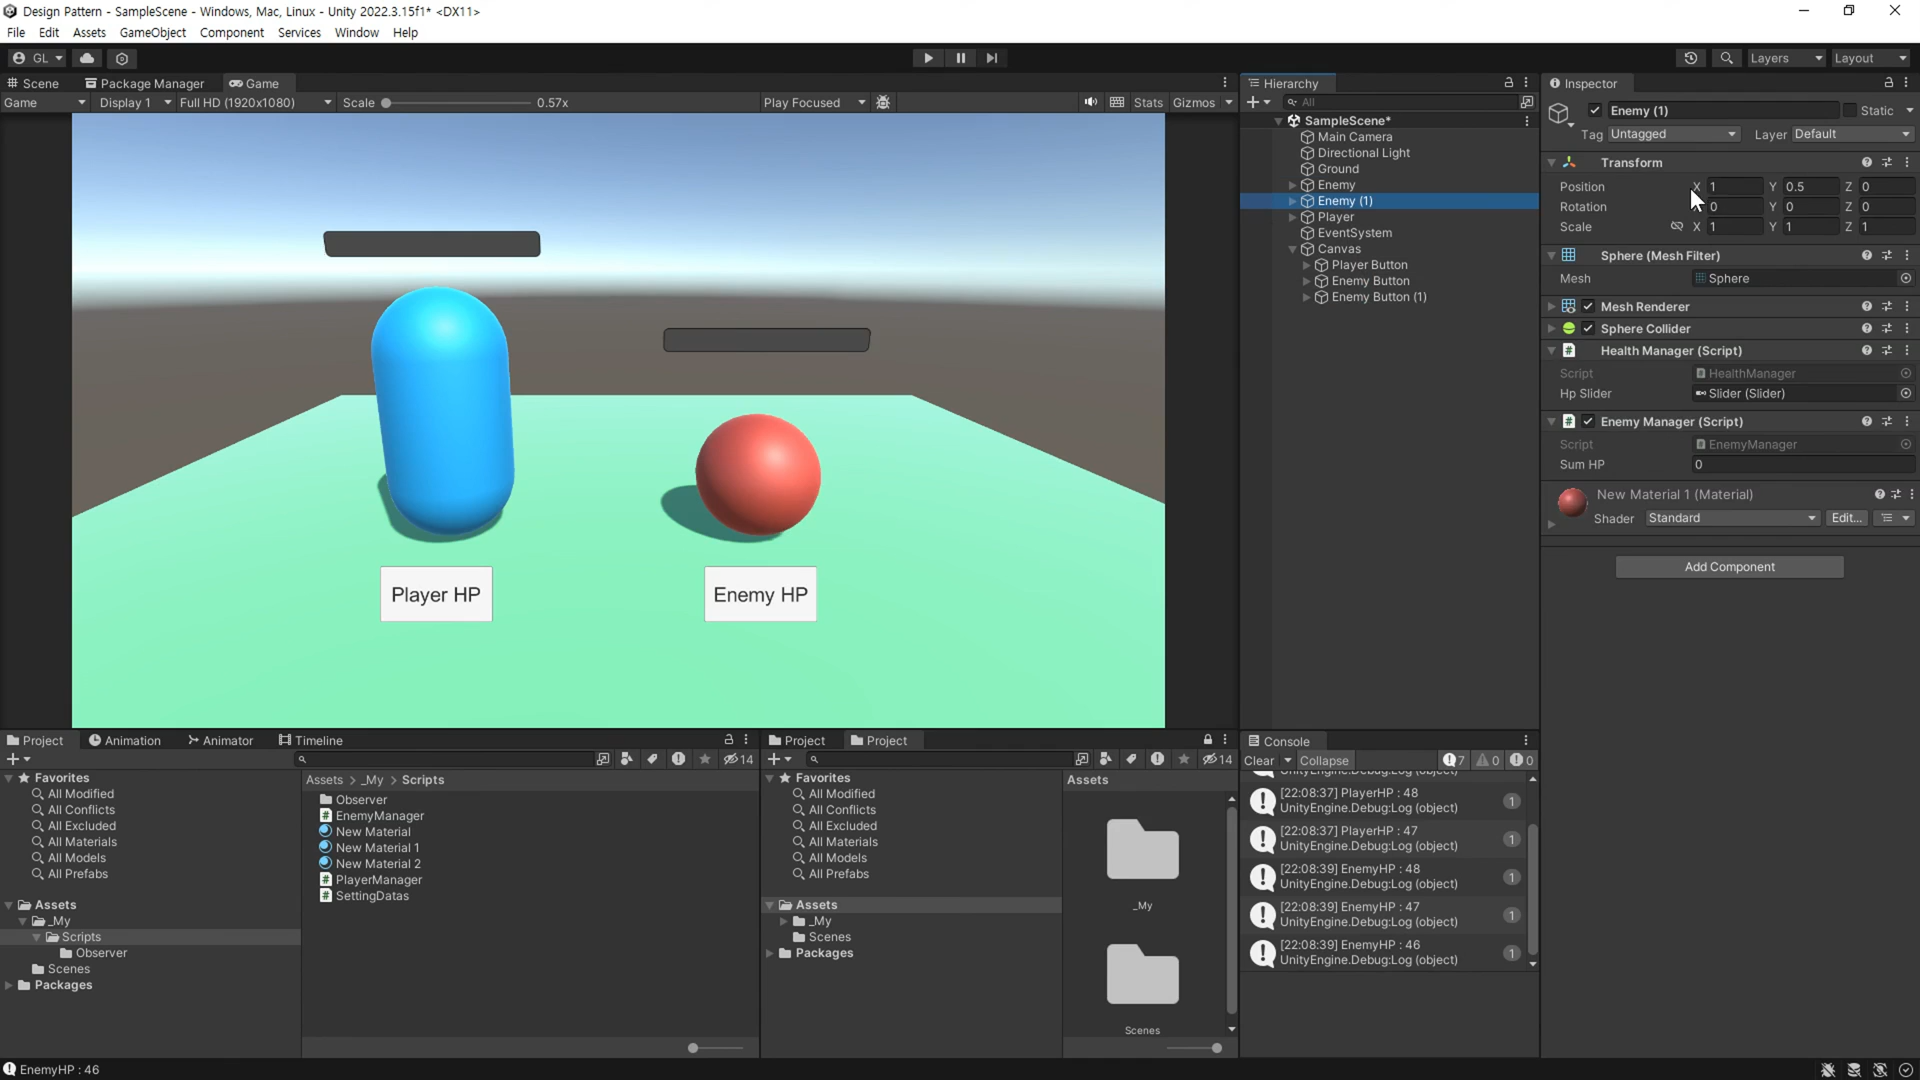 Design Pattern - SampleScene - Windows, Mac, Linux - Unity 2022.3.15f1* <DX11>
File Edit Assets GameObject Component Services Window Help
GL Layers Layout
Scene Package Manager Game
Game Display 1 Full HD (1920x1080) Scale 0.57x Play Focused Stats Gizmos
Player HP
Enemy HP
Hierarchy
All
SampleScene*
Main Camera
Directional Light
Ground
Enemy
Enemy (1)
Player
EventSystem
Canvas
Player Button
Enemy Button
Enemy Button (1)
Inspector
Enemy (1) Static
Tag Untagged Layer Default
Transform
Position X 1 Y 0.5 Z 0
Rotation 0 Y 0 Z 0
Scale X 1 Y 1 Z 1
Sphere (Mesh Filter)
Mesh Sphere
Mesh Renderer
Sphere Collider
Health Manager (Script)
Script HealthManager
Hp Slider Slider (Slider)
Enemy Manager (Script)
Script EnemyManager
Sum HP 0
New Material 1 (Material)
Shader Standard Edit...
Add Component
Project Animation Animator Timeline
14
Favorites
All Modified
All Conflicts
All Excluded
All Materials
All Models
All Prefabs
Assets
_My
Scripts
Observer
Scenes
Packages
Assets > _My > Scripts
Observer
EnemyManager
New Material
New Material 1
New Material 2
PlayerManager
SettingDatas
Project Project
14
Favorites
All Modified
All Conflicts
All Excluded
All Materials
All Models
All Prefabs
Assets
_My
Scenes
Packages
Assets
_My
Scenes
Console
Clear Collapse 7 0 0
UnityEngine.Debug:Log (object)
[22:08:37] PlayerHP : 48
UnityEngine.Debug:Log (object) 1
[22:08:37] PlayerHP : 47
UnityEngine.Debug:Log (object) 1
[22:08:39] EnemyHP : 48
UnityEngine.Debug:Log (object) 1
[22:08:39] EnemyHP : 47
UnityEngine.Debug:Log (object) 1
[22:08:39] EnemyHP : 46
UnityEngine.Debug:Log (object) 1
EnemyHP : 46